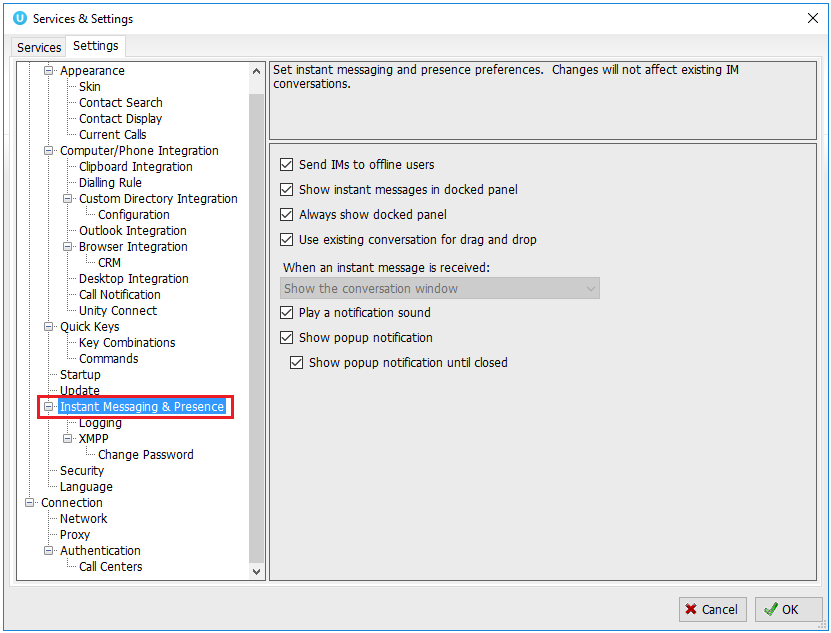 U Services & Settings
Services Settings
Appearance
Skin
Contact Search
Contact Display
Current Calls
Computer/Phone Integration
Clipboard Integration
Dialling Rule
Custom Directory Integration
Configuration
Outlook Integration
Browser Integration
CRM
Desktop Integration
Call Notification
Unity Connect
Quick Keys
Key Combinations
Commands
Startup
Update
Instant Messaging & Presence
Logging
XMPP
Change Password
Security
Language
Connection
Network
Proxy
Authentication
Call Centers
Set instant messaging and presence preferences.  Changes will not affect existing IM
conversations.
Send IMs to offline users
Show instant messages in docked panel
Always show docked panel
Use existing conversation for drag and drop
When an instant message is received:
Show the conversation window
Play a notification sound
Show popup notification
Show popup notification until closed
Cancel OK